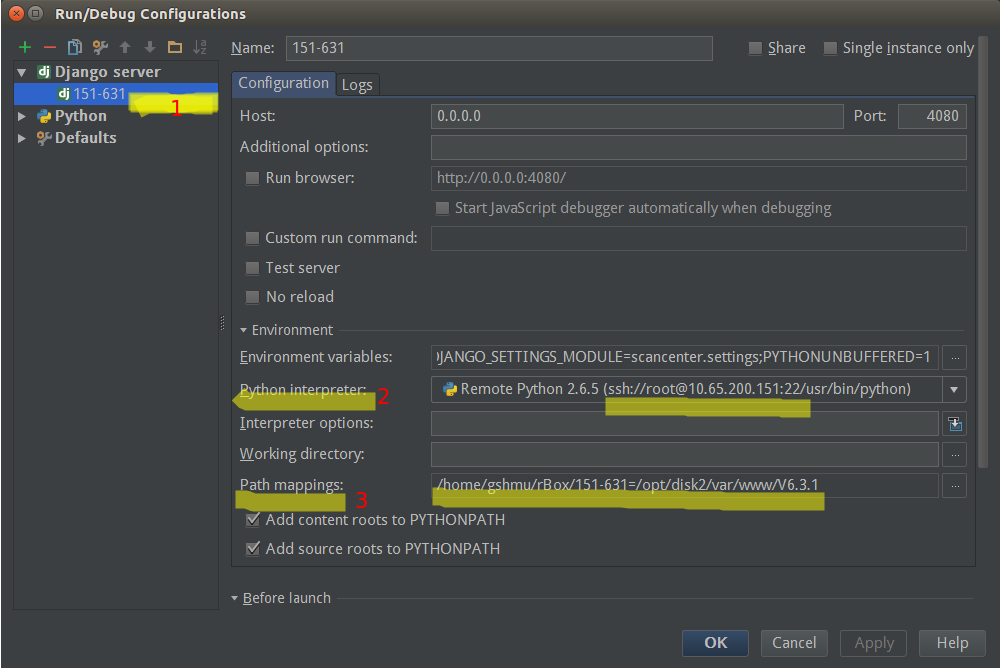 Run/Debug Configurations
Name: 151-631 Share Single instance only
Django server
151-631 1
Python
Defaults
Configuration Logs
Host: 0.0.0.0 Port: 4080
Additional options:
Run browser: http://0.0.0.0:4080/
Start JavaScript debugger automatically when debugging
Custom run command:
Test server
No reload
Environment
Environment variables: DJANGO_SETTINGS_MODULE=scancenter.settings;PYTHONUNBUFFERED=1 ...
Python interpreter: 2 Remote Python 2.6.5 (ssh://root@10.65.200.151:22/usr/bin/python)
Interpreter options:
Working directory: ...
Path mappings: 3 /home/gshmu/rBox/151-631=/opt/disk2/var/www/V6.3.1 ...
Add content roots to PYTHONPATH
Add source roots to PYTHONPATH
Before launch
OK Cancel Apply Help